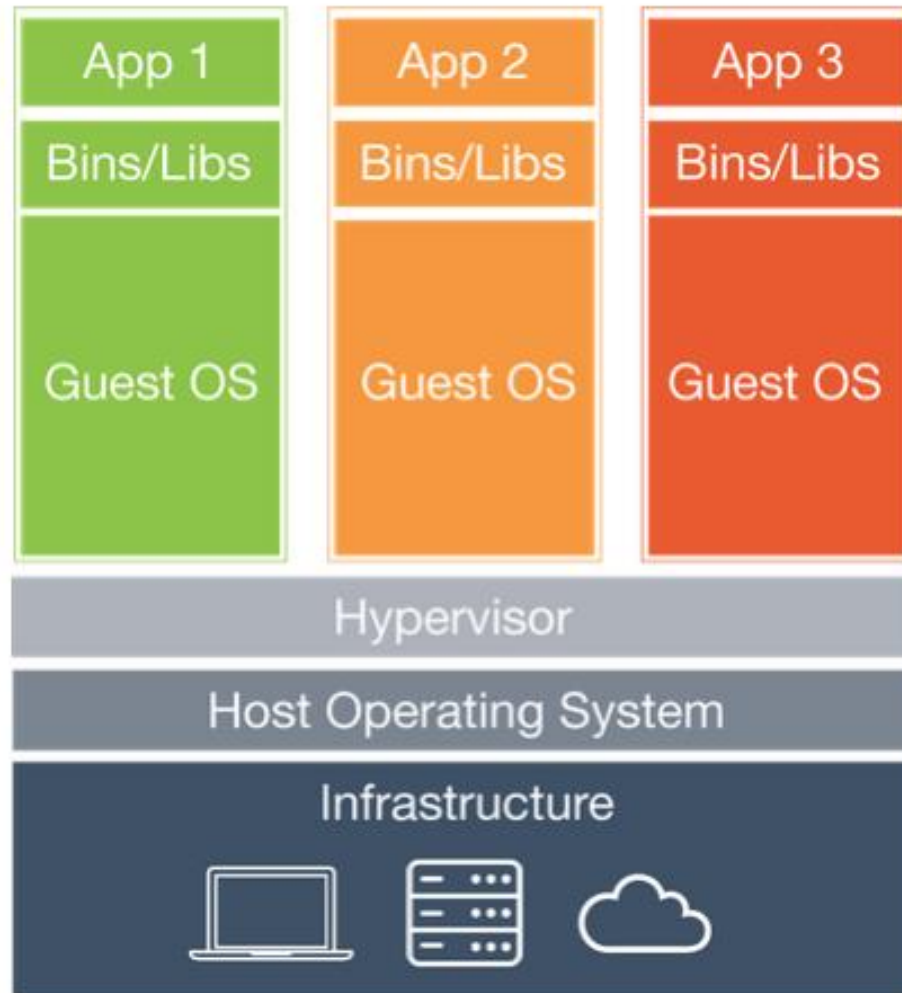 App 1
App 2
App 3
Bins/Libs
Bins/Libs
Bins/Libs
Guest OS
Guest OS
Guest OS
Hypervisor
Host Operating System
Infrastructure